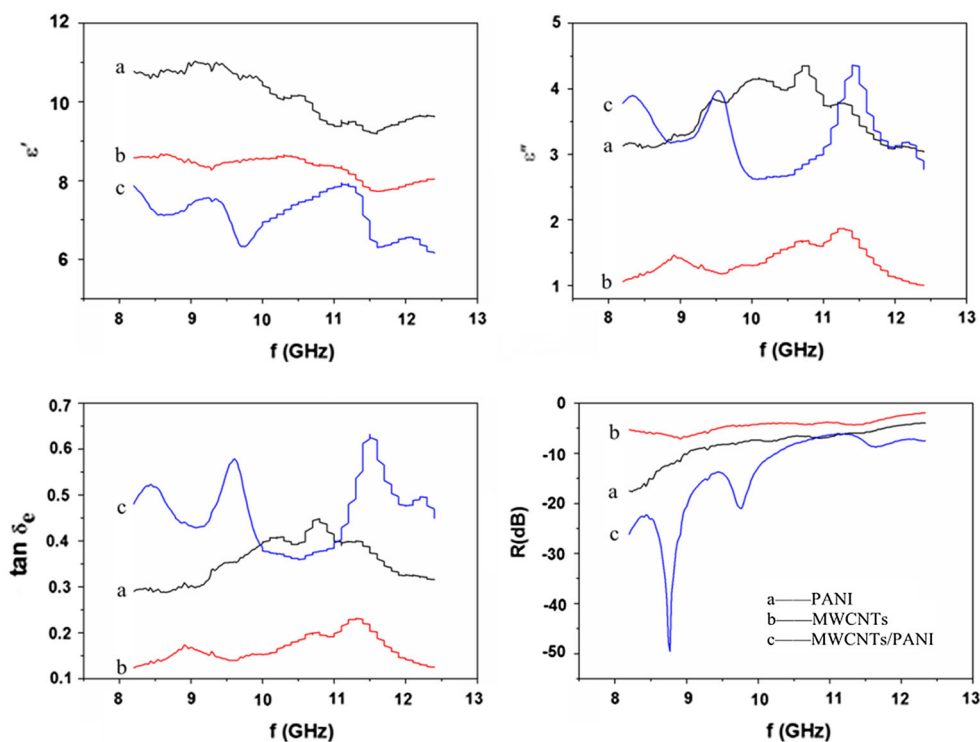 12
10
8
6
ε'
a
b
c
8 9 10 11 12 13
f (GHz)
5
4
3
2
1
ε''
c
a
b
8 9 10 11 12 13
f (GHz)
0.7
0.6
0.5
0.4
0.3
0.2
0.1
tan δe
c
a
b
8 9 10 11 12 13
f (GHz)
0
-10
-20
-30
-40
-50
R(dB)
b
a
c
a——PANI
b——MWCNTs
c——MWCNTs/PANI
8 9 10 11 12 13
f (GHz)